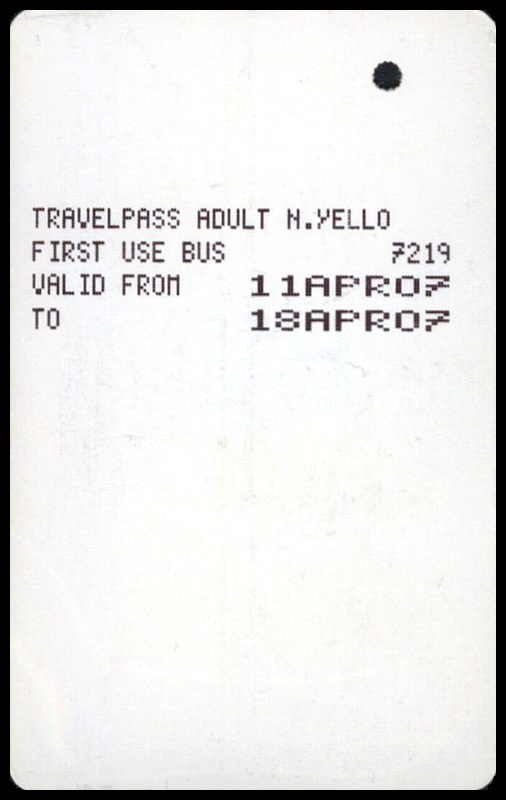 TRAVELPASS ADULT N.YELLO
FIRST USE BUS 7219
VALID FROM 11APR07
TO 18APR07